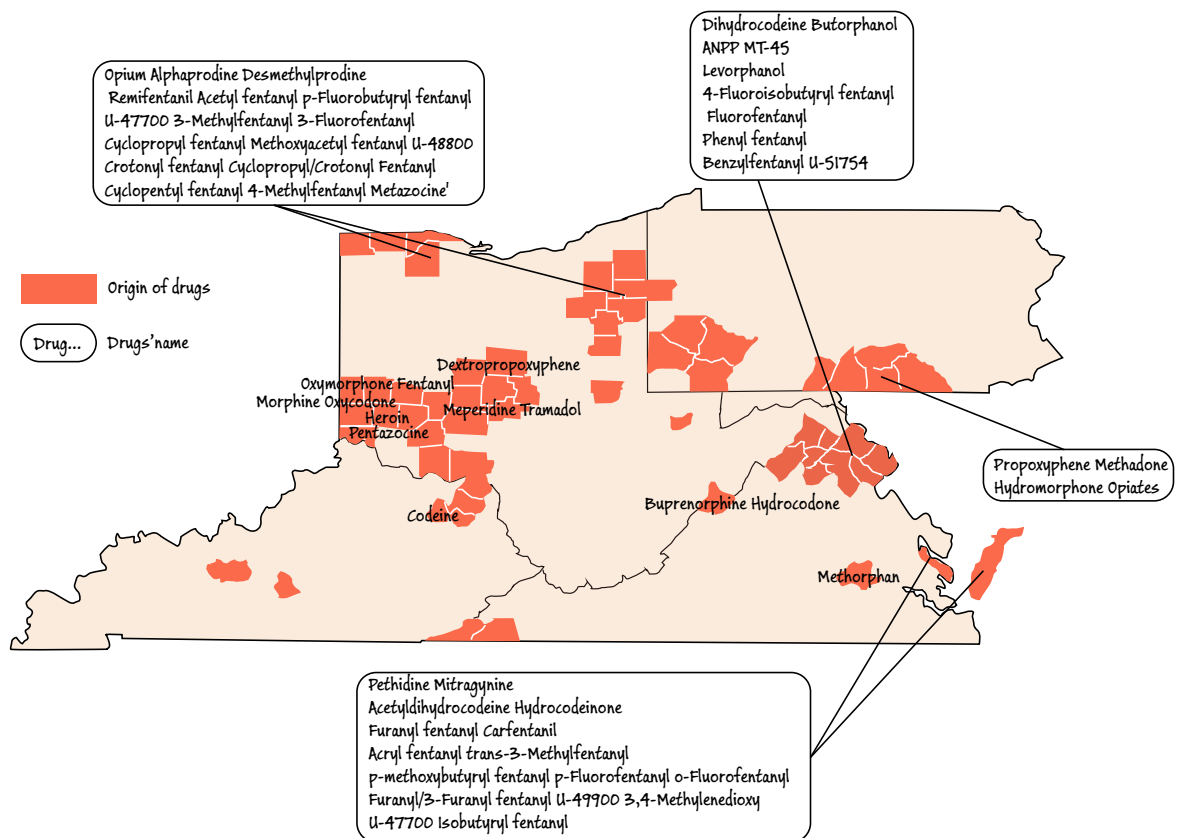 Dihydrocodeine Butorphanol
ANPP MT-45
Levorphanol
4-Fluoroisobutyryl fentanyl
Fluorofentanyl
Phenyl fentanyl
Benzylfentanyl U-51754
Opium Alphaprodine Desmethylprodine
Remifentanil Acetyl fentanyl p-Fluorobutyryl fentanyl
U-47700 3-Methylfentanyl 3-Fluorofentanyl
Cyclopropyl fentanyl Methoxyacetyl fentanyl U-48800
Crotonyl fentanyl Cyclopropyl/Crotonyl Fentanyl
Cyclopentyl fentanyl 4-Methylfentanyl Metazocine'
Origin of drugs
Drug... Drugs'name
Dextropropoxyphene
Oxymorphone Fentanyl
Morphine Oxycodone
Meperidine Tramadol
Heroin
Pentazocine
Propoxyphene Methadone
Hydromorphone Opiates
Buprenorphine Hydrocodone
Codeine
Methorphan
Pethidine Mitragynine
Acetyldihydrocodeine Hydrocodeinone
Furanyl fentanyl Carfentanil
Acryl fentanyl trans-3-Methylfentanyl
p-methoxybutyryl fentanyl p-Fluorofentanyl o-Fluorofentanyl
Furanyl/3-Furanyl fentanyl U-49900 3,4-Methylenedioxy
U-47700 Isobutyryl fentanyl